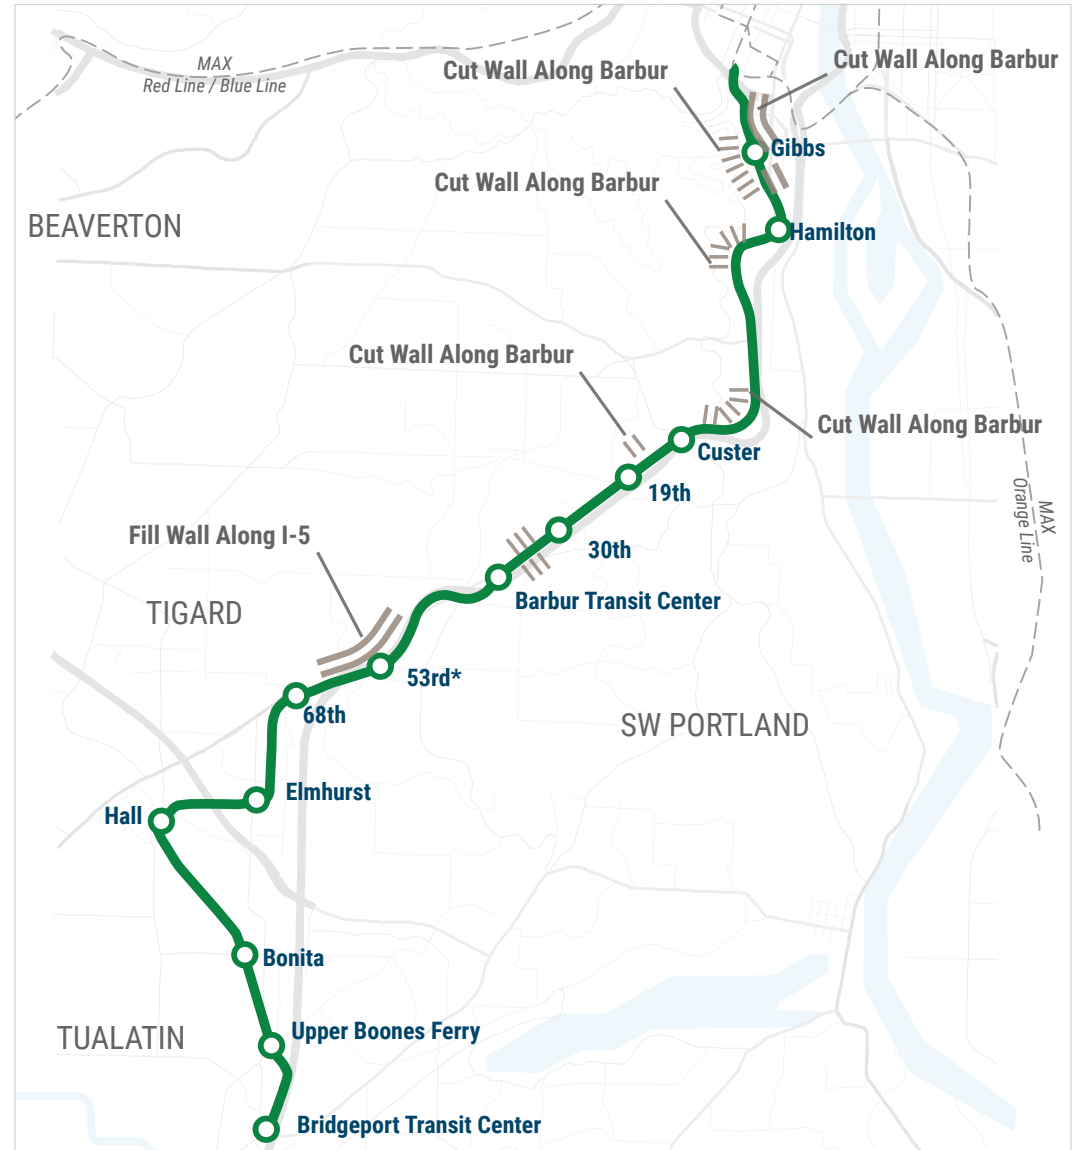 MAX
Red Line / Blue Line
Cut Wall Along Barbur
Cut Wall Along Barbur
Gibbs
Cut Wall Along Barbur
BEAVERTON
Hamilton
Cut Wall Along Barbur
Cut Wall Along Barbur
Custer
19th
MAX
Orange Line
Fill Wall Along I-5
30th
Barbur Transit Center
TIGARD
53rd*
68th
SW PORTLAND
Elmhurst
Hall
Bonita
Upper Boones Ferry
TUALATIN
Bridgeport Transit Center